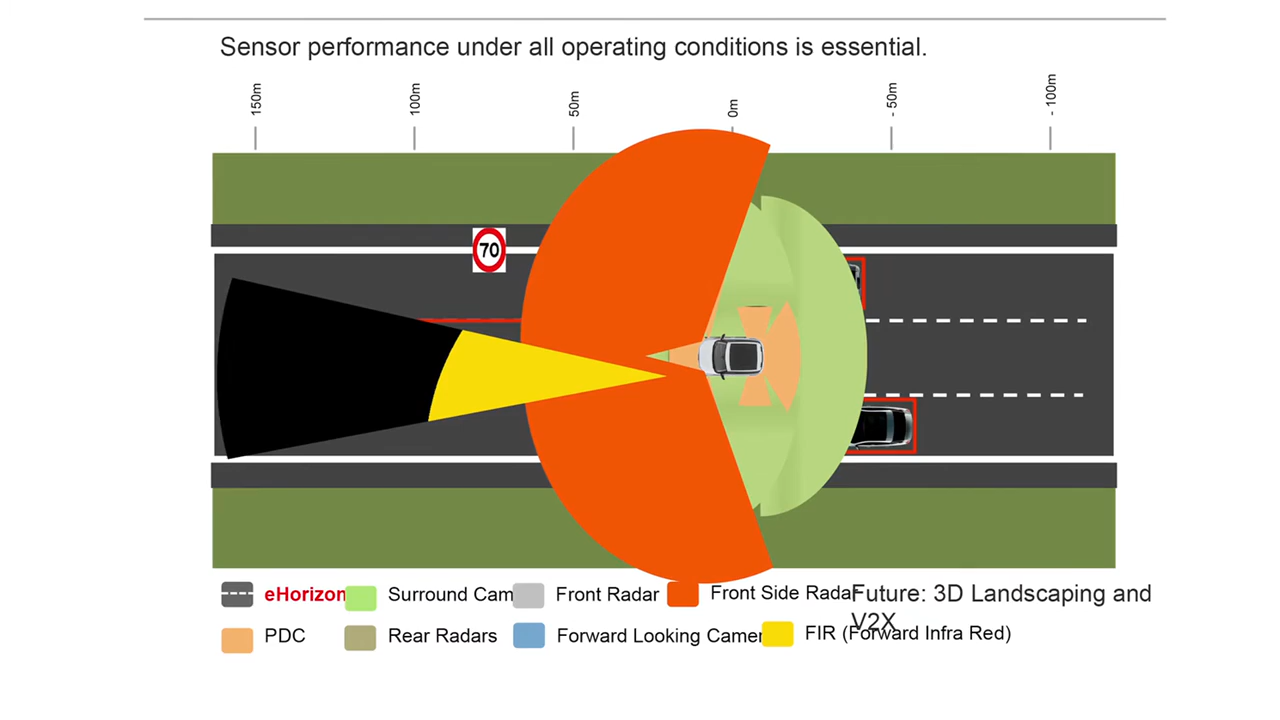 Sensor performance under all operating conditions is essential.
150m 100m 50m 0m - 50m - 100m
70
eHorizon Surround Cam Front Radar Front Side Radar Future: 3D Landscaping and
V2X
PDC Rear Radars Forward Looking Camer FIR (Forward Infra Red)